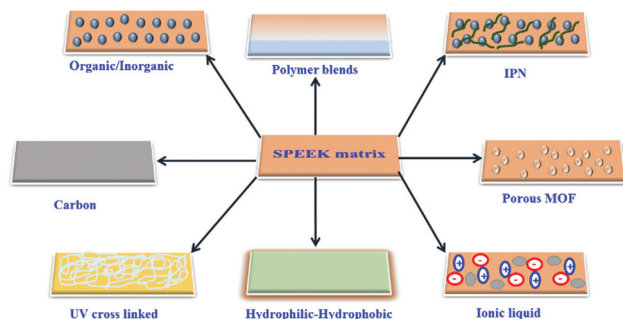 Organic/Inorganic
Polymer blends
IPN
SPEEK matrix
Carbon
Porous MOF
UV cross linked
Hydrophilic-Hydrophobic
Ionic liquid